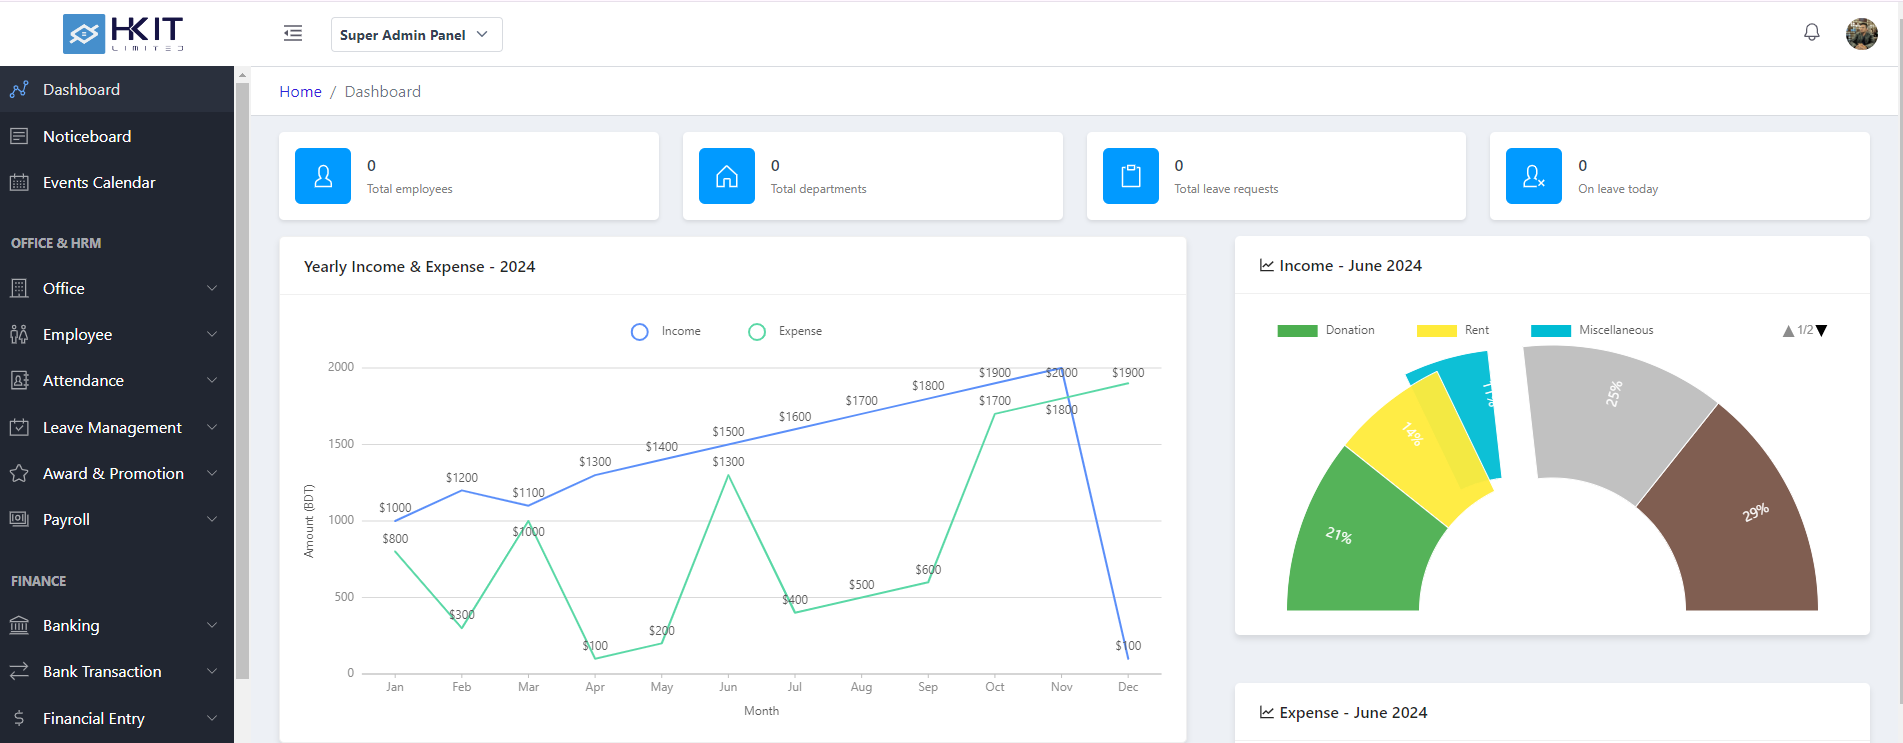 HKIT
LIMITED
Super Admin Panel
Dashboard
Noticeboard
Events Calendar
OFFICE & HRM
Office
Employee
Attendance
Leave Management
Award & Promotion
Payroll
FINANCE
Banking
Bank Transaction
Financial Entry
Home / Dashboard
0
Total employees
0
Total departments
0
Total leave requests
0
On leave today
Yearly Income & Expense - 2024
Income Expense
Amount (BDT)
2000
1500
1000
500
0
$1000 $1200 $1100 $1300 $1400 $1500 $1600 $1700 $1800 $1900 $2000 $100
$800 $300 $1000 $100 $200 $1300 $400 $500 $600 $1700 $1800 $1900
Jan Feb Mar Apr May Jun Jul Aug Sep Oct Nov Dec
Month
Income - June 2024
Donation Rent Miscellaneous 1/2
21%
14%
11%
25%
29%
Expense - June 2024